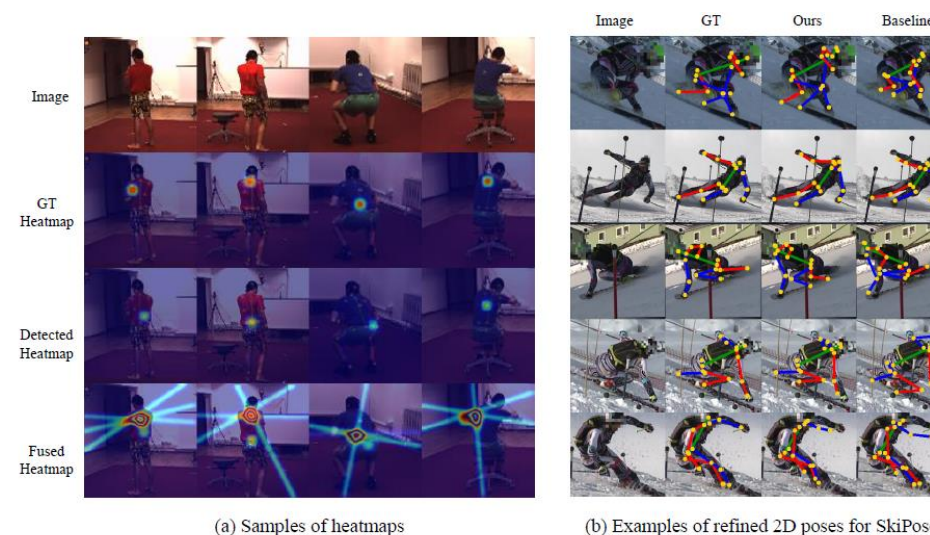 Image GT Ours Baseline
Image
GT
Heatmap
Detected
Heatmap
Fused
Heatmap
(a) Samples of heatmaps
(b) Examples of refined 2D poses for SkiPose